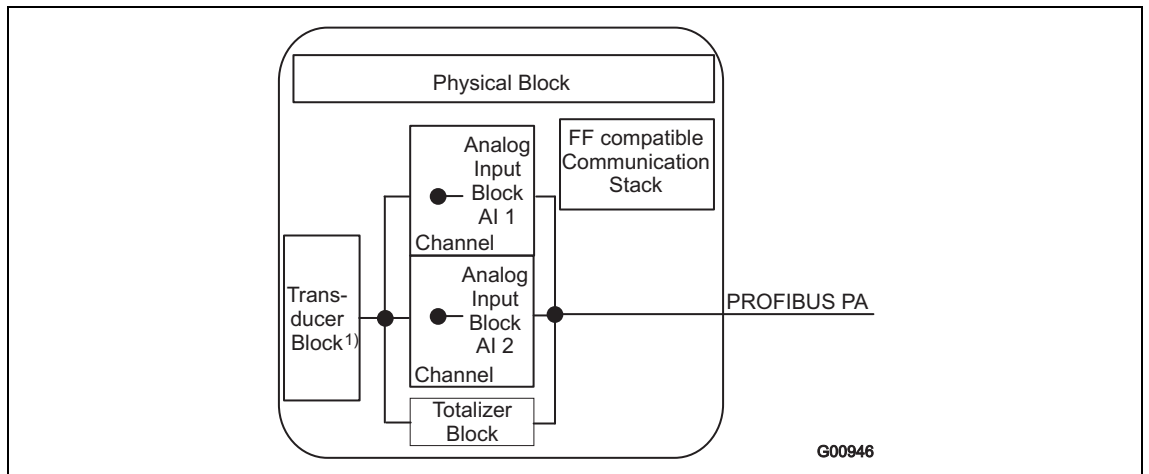 Physical Block
Analog
Input
Block
AI 1
Channel
FF compatible
Communication
Stack
Trans-
ducer
Block1)
Analog
Input
Block
AI 2
Channel
PROFIBUS PA
Totalizer
Block
G00946